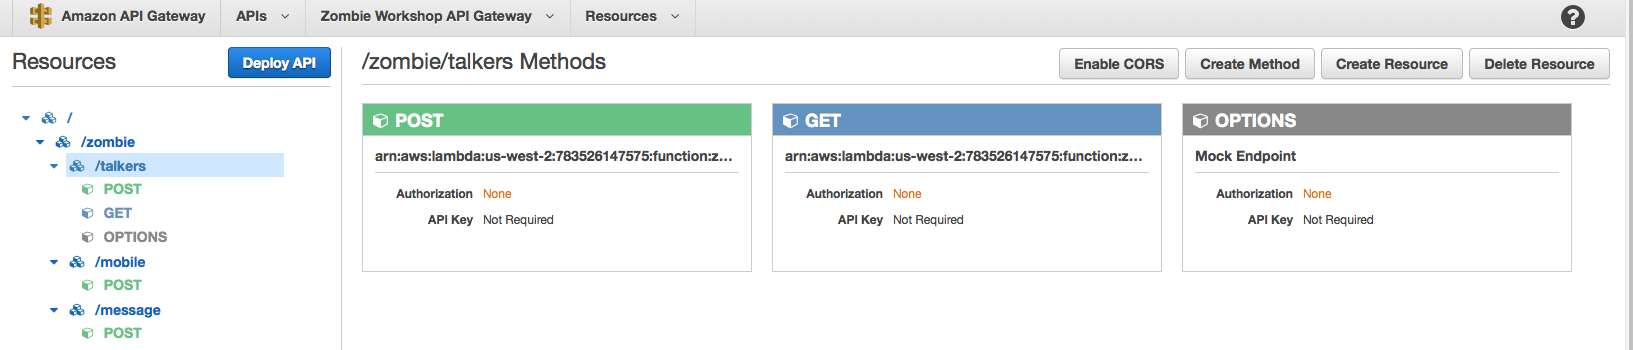 Amazon API Gateway APIs Zombie Workshop API Gateway Resources ?
Resources Deploy API
/
/zombie
/talkers
POST
GET
OPTIONS
/mobile
POST
/message
POST
/zombie/talkers Methods Enable CORS Create Method Create Resource Delete Resource
POST
arn:aws:lambda:us-west-2:783526147575:function:z...
Authorization None
API Key Not Required
GET
arn:aws:lambda:us-west-2:783526147575:function:z...
Authorization None
API Key Not Required
OPTIONS
Mock Endpoint
Authorization None
API Key Not Required